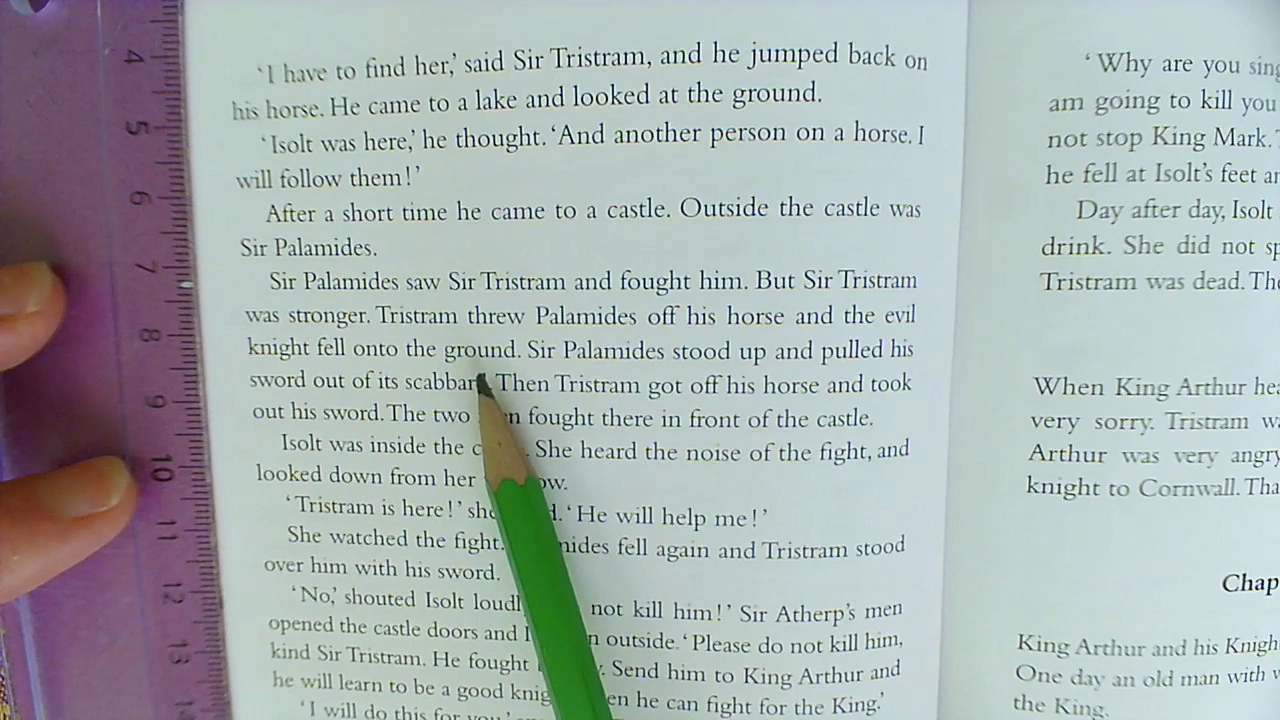 'I have to find her,' said Sir Tristram, and he jumped back on
his horse. He came to a lake and looked at the ground.
'Isolt was here,' he thought. 'And another person on a horse. I
will follow them!'
After a short time he came to a castle. Outside the castle was
Sir Palamides.
Sir Palamides saw Sir Tristram and fought him. But Sir Tristram
was stronger. Tristram threw Palamides off his horse and the evil
knight fell onto the ground. Sir Palamides stood up and pulled his
sword out of its Then Tristram got off his horse and took
out his sword. The two fought there in front of the castle.
Isolt was inside the She heard the noise of the fight, and
looked down from her
'Tristram is here!' 'He will help me!'
She watched the fight. fell again and Tristram stood
over him with his sword.
'No,' shouted Isolt not kill him!' Sir Atherp's men
opened the castle doors and outside. 'Please do not kill him,
kind Sir Tristram. He fought Send him to King Arthur and
he will learn to be a good he can fight for the King.'
'I will do this for you,'
'Why are you
am going to kill you
not stop King Mark.
he fell at Isolt's feet
Day after day, Isolt
drink. She did not
Tristram was dead.
When King Arthur
very sorry. Tristram
Arthur was very angry
knight to Cornwall.
King Arthur and his
One day an old man with
the King.
4
5
6
7
8
9
10
11
12
13